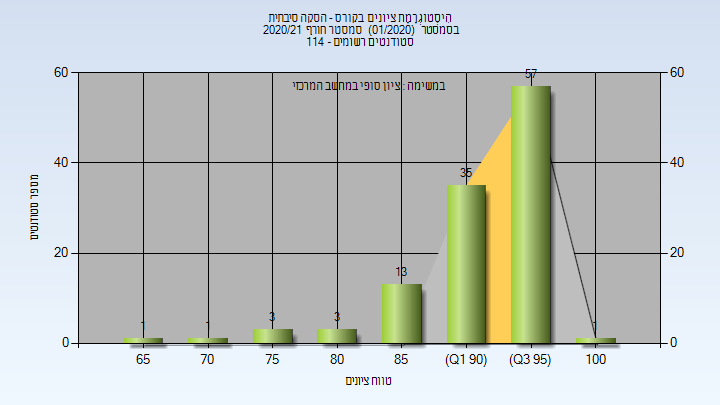 היסטוגרמת ציונים בקורס - הסקה סיבתית
בסמסטר (01/2020) סמסטר חורף 2020/21
סטודנטים רשומים - 114
במשימה : ציון סופי במחשב המרכזי
מספר סטודנטים
60 60
40 40
20 20
0 0
1 1 3 3 13 35 57 1
65 70 75 80 85 (Q1 90) (Q3 95) 100
טווח ציונים